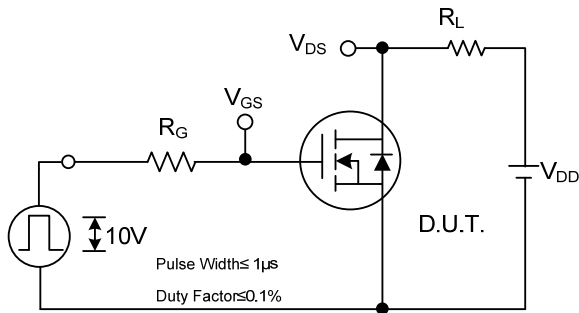 R_L
V_DS
V_GS
R_G
V_DD
D.U.T.
10V
Pulse Width≤ 1μs
Duty Factor≤0.1%